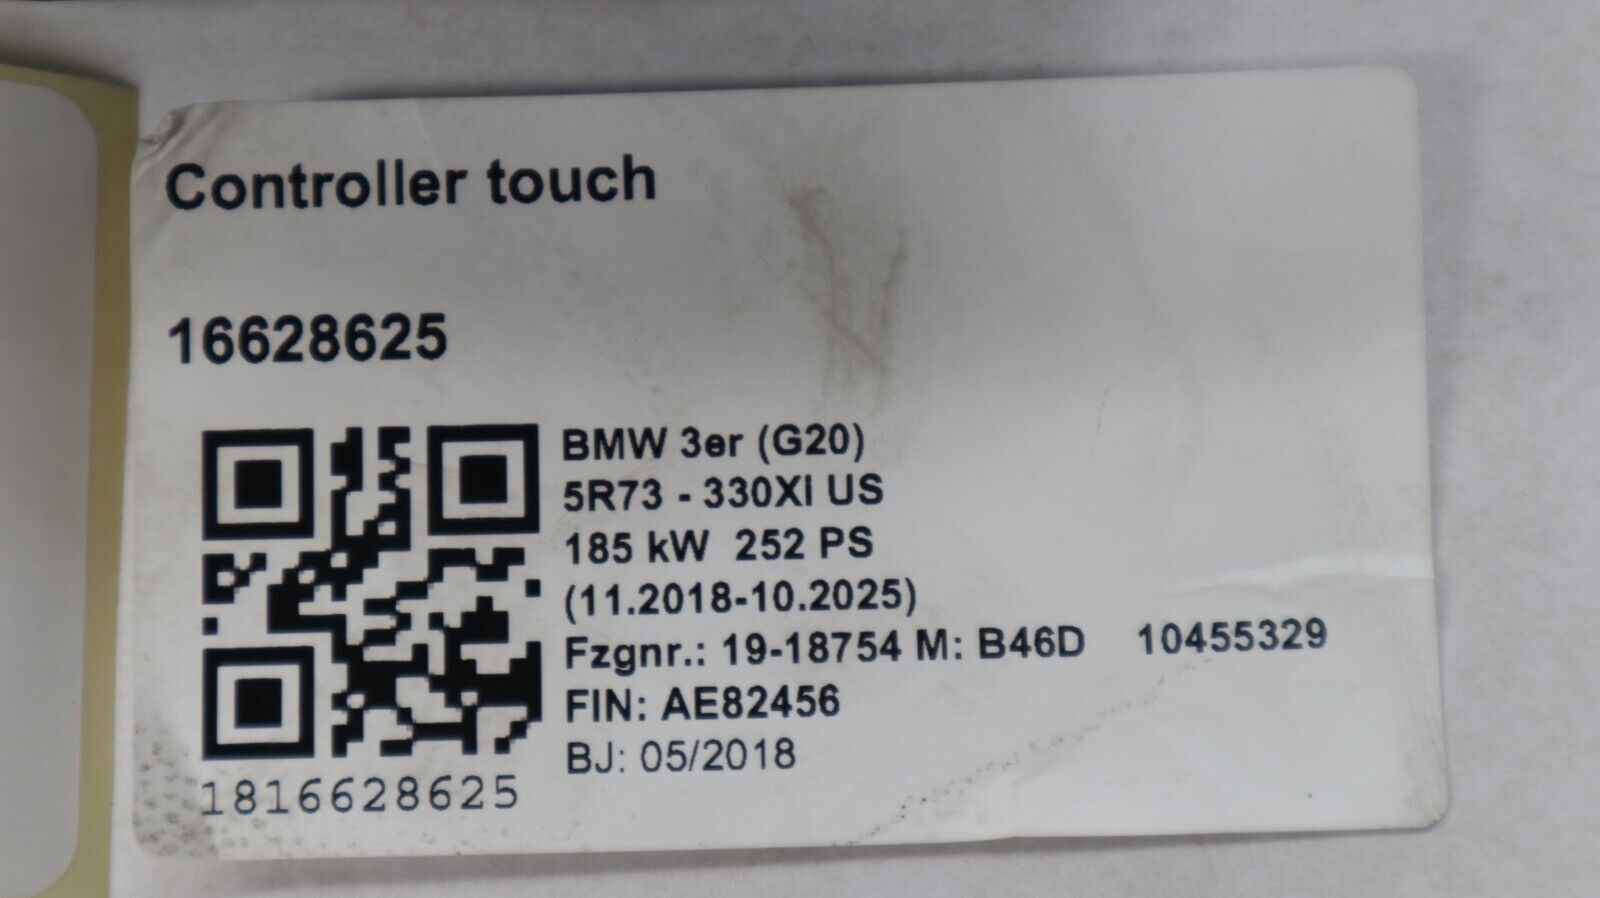 Controller touch
16628625
BMW 3er (G20)
5R73 - 330XI US
185 kW 252 PS
(11.2018-10.2025)
Fzgnr.: 19-18754 M: B46D 10455329
FIN: AE82456
BJ: 05/2018
1816628625